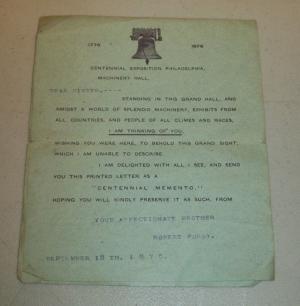 1776 1876
CENTENNIAL EXPOSITION PHILADELPHIA,
MACHINERY HALL,
DEAR SISTER,----
STANDING IN THIS GRAND HALL, AND
AMIDST A WORLD OF SPLENDID MACHINERY, EXHIBITS FROM
ALL COUNTRIES, AND PEOPLE OF ALL CLIMES AND RACES,
I AM THINKING OF YOU,
WISHING YOU WERE HERE, TO BEHOLD THIS GRAND SIGHT,
WHICH I AM UNABLE TO DESCRIBE.
I AM DELIGHTED WITH ALL I SEE, AND SEND
YOU THIS PRINTED LETTER AS A
"CENTENNIAL MEMENTO,"
HOPING YOU WILL KINDLY PRESERVE IT AS SUCH, FROM
YOUR AFFECTIONATE BROTHER
ROBERT
SEPTEMBER 18 TH, 1876.